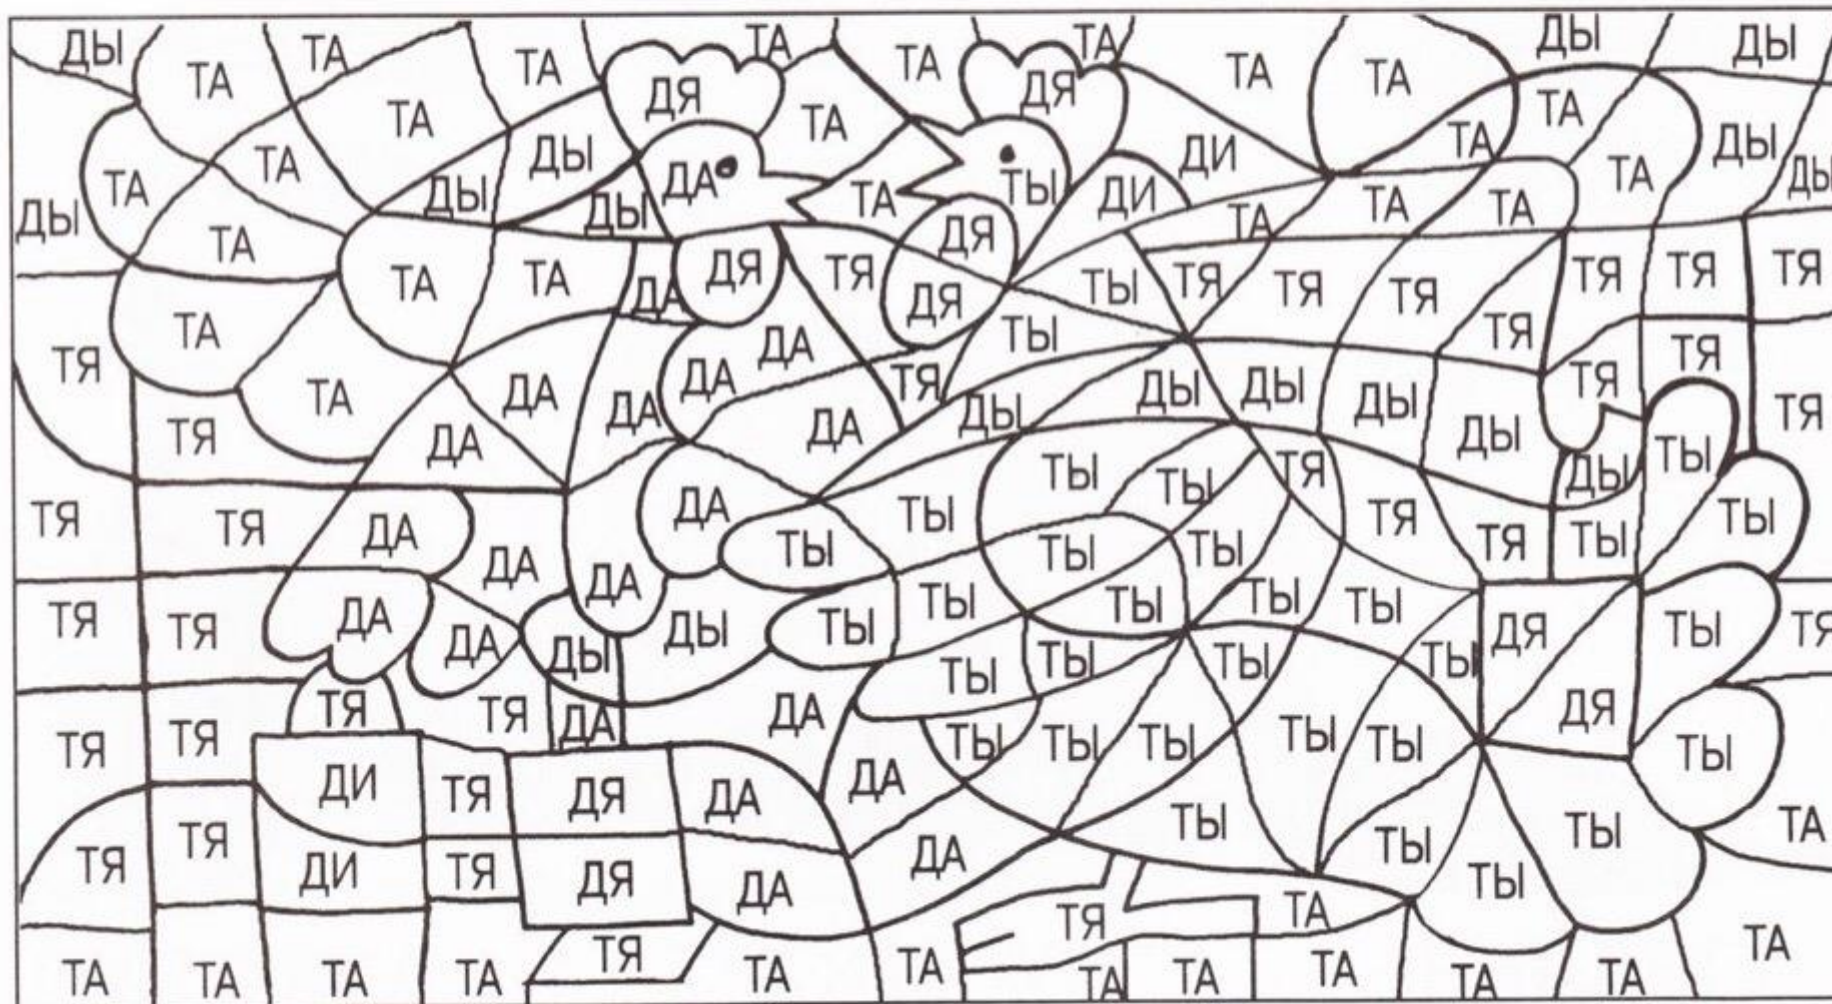 ДЫ ТА ТА ТА ТА ТА ДЫ ДЫ
ТА ТА ДЯ ДЯ ТА ТА
ТА ТА ТА ТА
ТА ДЫ ДИ ТА ДЫ
ТА ДЫ ДА ТА ТЫ ДИ ТА ТА ТА ДЫ
ДЫ ТА ДЫ ДЯ ТА
ТА ТА ДА ДЯ ТЯ ДЯ ТЫ ТЯ ТЯ ТЯ ТЯ ТЯ ТЯ
ТА ТЫ ТЯ
ТЯ ДА ТЯ
ТА ДА ДА ДА ТЯ ДЫ ДЫ ДЫ ДЫ ТЯ ТЯ
ТЯ ДА ДА ДЫ ТЫ
ТЫ ТЫ ТЯ ДЫ
ТЯ ТЯ ДА ДА ТЫ ТЯ ТЯ ТЫ ТЫ
ДА ДА ТЫ ТЫ ТЫ
ТЯ ТЯ ДА ДА ДЫ ТЫ ТЫ ТЫ ТЫ ТЫ ДЯ ТЫ ТЯ
ДЫ ТЫ ТЫ ТЫ ТЫ
ТЯ ТЯ ТЯ ТЯ ДА ДА ТЫ ТЫ ТЫ ТЫ ТЫ ДЯ ТЫ
ДИ ТЯ ДЯ ДА ДА
ТЯ ТЫ ТЫ ТЫ ТА
ТЯ ДИ ТЯ ДЯ ДА ДА ТЫ
ТЯ ТА
ТА ТА ТА ТА ТЯ ТА ТА ТА ТА ТА ТА ТА ТА